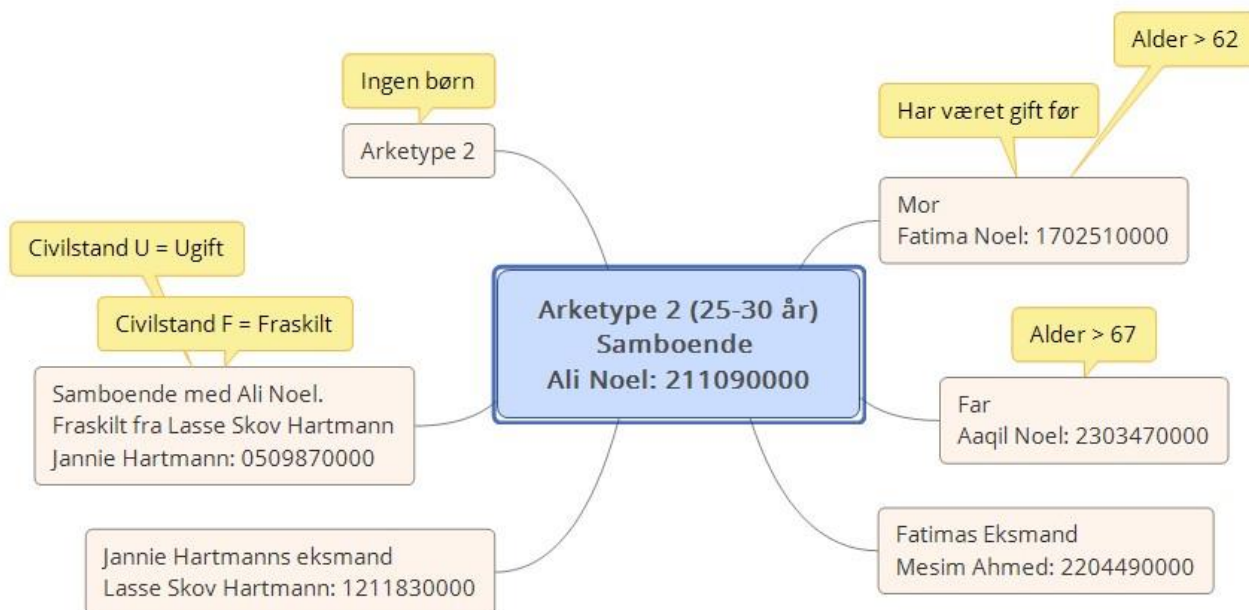 Alder > 62
Ingen børn
Har været gift før
Arketype 2
Mor
Fatima Noel: 1702510000
Civilstand U = Ugift
Civilstand F = Fraskilt
Arketype 2 (25-30 år)
Samboende
Ali Noel: 211090000
Alder > 67
Samboende med Ali Noel.
Fraskilt fra Lasse Skov Hartmann
Jannie Hartmann: 0509870000
Far
Aaqil Noel: 2303470000
Jannie Hartmanns eksmand
Lasse Skov Hartmann: 1211830000
Fatimas Eksmand
Mesim Ahmed: 2204490000